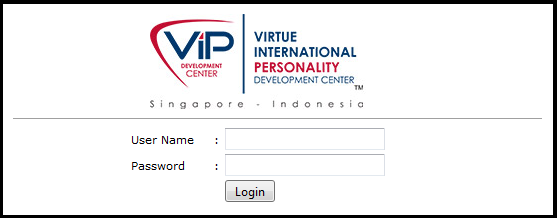 ViP
DEVELOPMENT
CENTER
VIRTUE
INTERNATIONAL
PERSONALITY
DEVELOPMENT CENTER
TM
Singapore - Indonesia
User Name :
Password :
Login